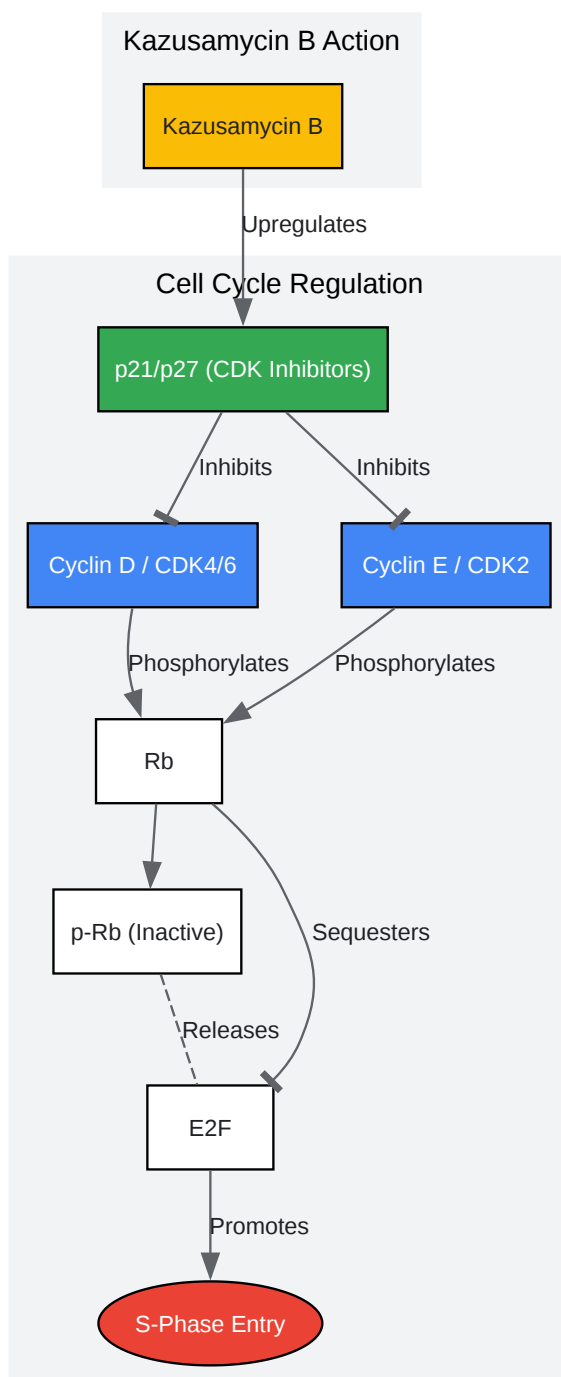 Kazusamycin B Action
Kazusamycin B
Upregulates
Cell Cycle Regulation
p21/p27 (CDK Inhibitors)
Inhibits
Inhibits
Cyclin D / CDK4/6
Cyclin E / CDK2
Phosphorylates
Phosphorylates
Rb
p-Rb (Inactive)
Sequesters
Releases
E2F
Promotes
S-Phase Entry